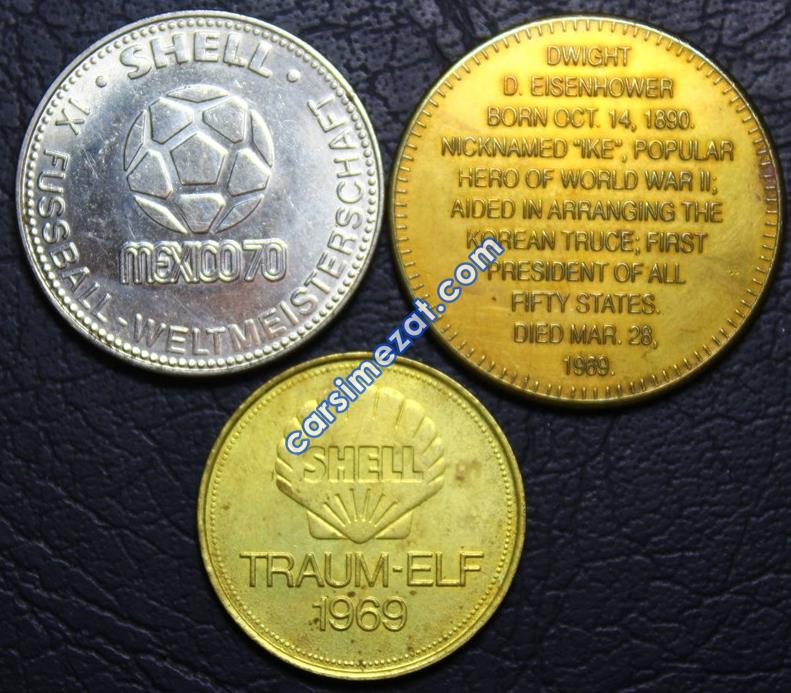 · SHELL ·
IX FUSSBALL-WELTMEISTERSCHAFT
MEXICO 70
DWIGHT
D. EISENHOWER
BORN OCT. 14, 1890.
NICKNAMED "IKE", POPULAR
HERO OF WORLD WAR II;
AIDED IN ARRANGING THE
KOREAN TRUCE; FIRST
PRESIDENT OF ALL
FIFTY STATES.
DIED MAR. 28,
1969.
SHELL
TRAUM-ELF
1969
carsimezat.com